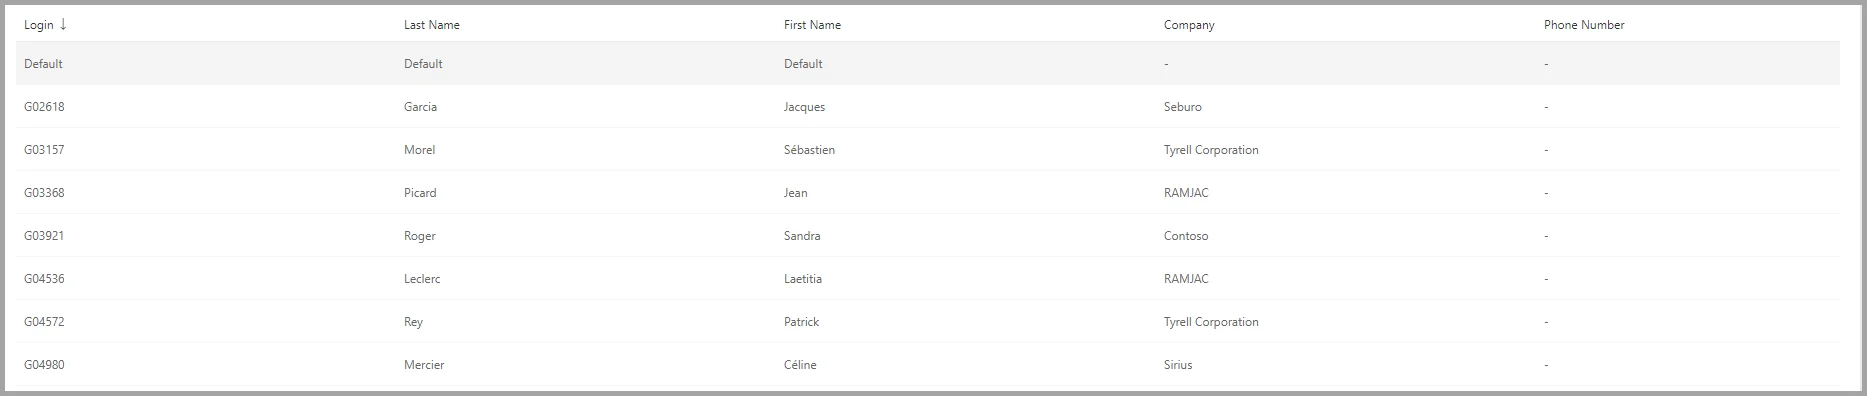 Login ↓ Last Name First Name Company Phone Number
Default Default Default - -
G02618 Garcia Jacques Seburo -
G03157 Morel Sébastien Tyrell Corporation -
G03368 Picard Jean RAMJAC -
G03921 Roger Sandra Contoso -
G04536 Leclerc Laetitia RAMJAC -
G04572 Rey Patrick Tyrell Corporation -
G04980 Mercier Céline Sirius -